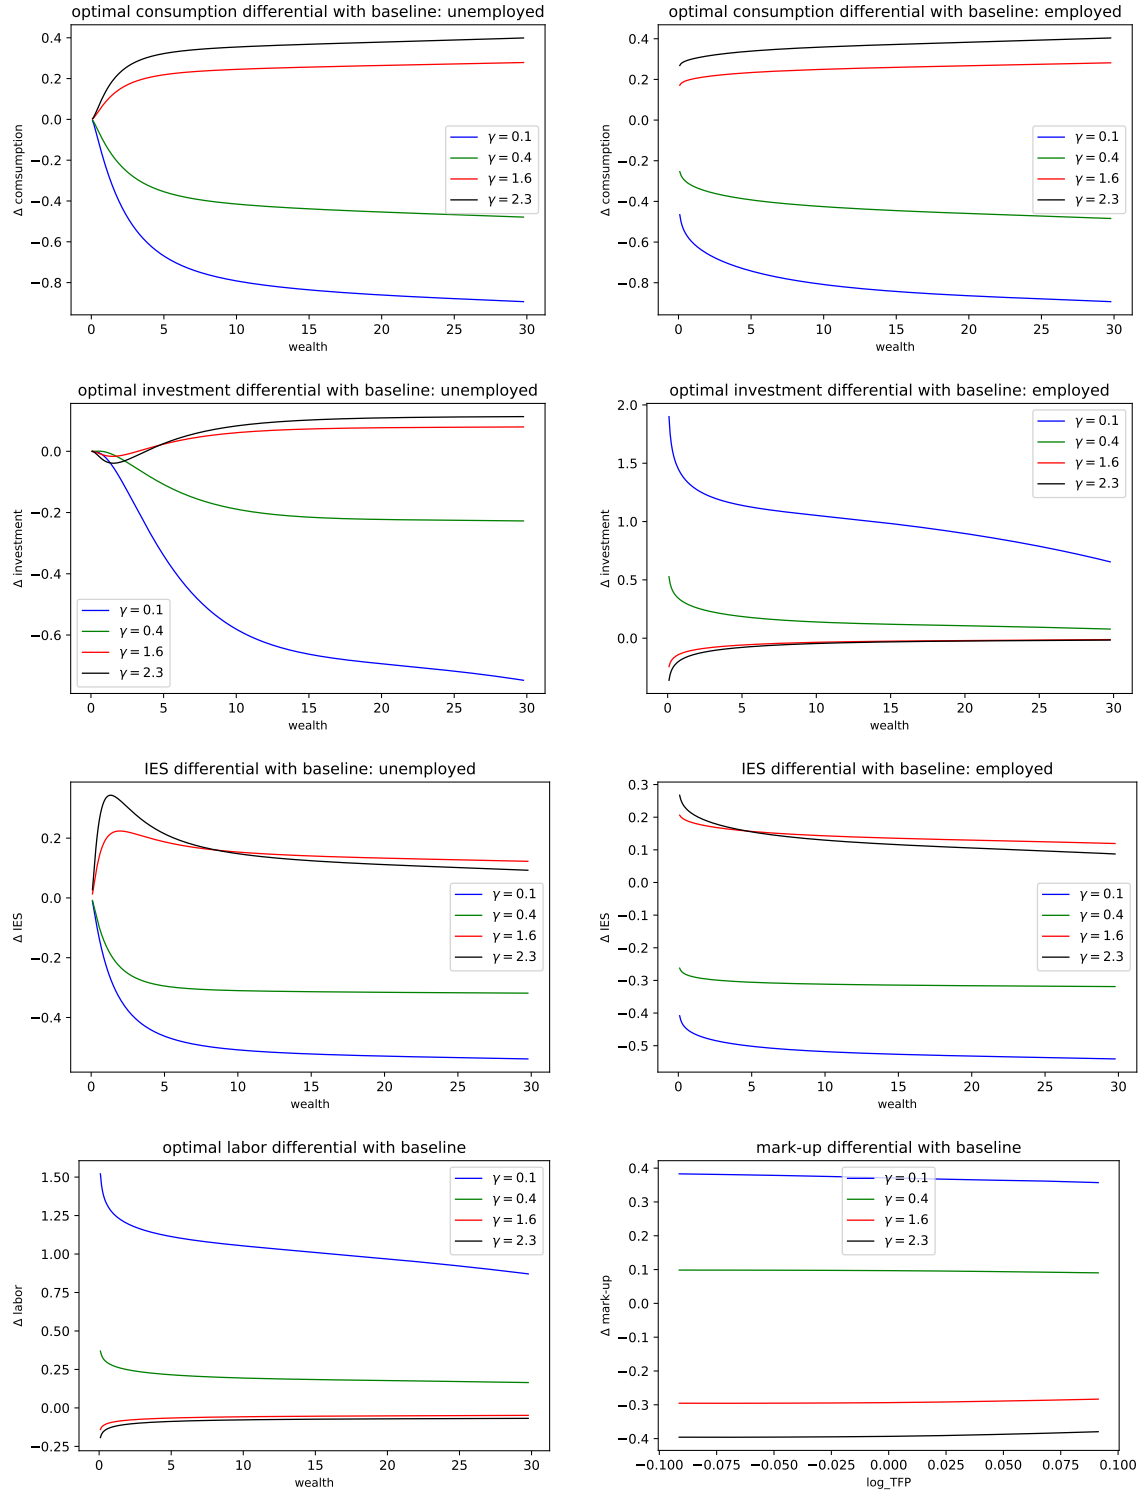 optimal consumption differential with baseline: unemployed
0.4
0.2
0.0
−0.2
−0.4
−0.6
−0.8
Δ comsumption
γ = 0.1
γ = 0.4
γ = 1.6
γ = 2.3
0 5 10 15 20 25 30
wealth
optimal consumption differential with baseline: employed
0.4
0.2
0.0
−0.2
−0.4
−0.6
−0.8
Δ comsumption
γ = 0.1
γ = 0.4
γ = 1.6
γ = 2.3
0 5 10 15 20 25 30
wealth
optimal investment differential with baseline: unemployed
0.0
−0.2
−0.4
−0.6
Δ investment
γ = 0.1
γ = 0.4
γ = 1.6
γ = 2.3
0 5 10 15 20 25 30
wealth
optimal investment differential with baseline: employed
2.0
1.5
1.0
0.5
0.0
Δ investment
γ = 0.1
γ = 0.4
γ = 1.6
γ = 2.3
0 5 10 15 20 25 30
wealth
IES differential with baseline: unemployed
0.2
0.0
−0.2
−0.4
Δ IES
γ = 0.1
γ = 0.4
γ = 1.6
γ = 2.3
0 5 10 15 20 25 30
wealth
IES differential with baseline: employed
0.3
0.2
0.1
0.0
−0.1
−0.2
−0.3
−0.4
−0.5
Δ IES
γ = 0.1
γ = 0.4
γ = 1.6
γ = 2.3
0 5 10 15 20 25 30
wealth
optimal labor differential with baseline
1.50
1.25
1.00
0.75
0.50
0.25
0.00
−0.25
Δ labor
γ = 0.1
γ = 0.4
γ = 1.6
γ = 2.3
0 5 10 15 20 25 30
wealth
mark-up differential with baseline
0.4
0.3
0.2
0.1
0.0
−0.1
−0.2
−0.3
−0.4
Δ mark-up
γ = 0.1
γ = 0.4
γ = 1.6
γ = 2.3
−0.100 −0.075 −0.050 −0.025 0.000 0.025 0.050 0.075 0.100
log_TFP